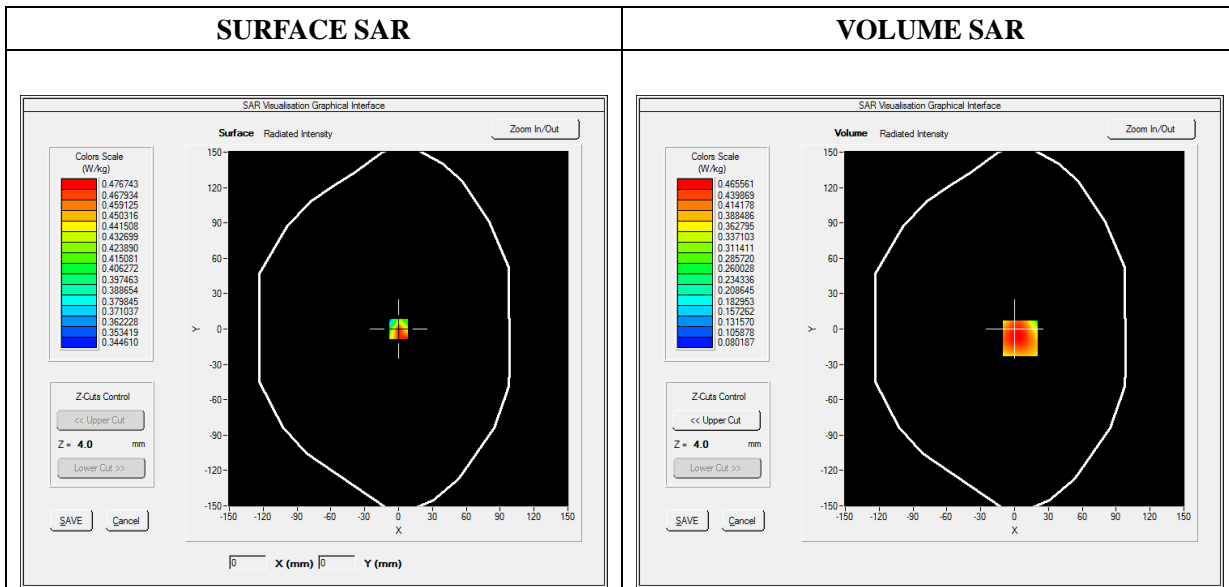 SURFACE SAR
VOLUME SAR
SAR Visualisation Graphical Interface
Surface Radiated Intensity
Zoom In/Out
Colors Scale
(W/kg)
0.476743
0.467934
0.459125
0.450316
0.441508
0.432699
0.423890
0.415081
0.406272
0.397463
0.388654
0.379845
0.371037
0.362228
0.353419
0.344610
Z-Cuts Control
<< Upper Cut
Z = 4.0 mm
Lower Cut >>
SAVE Cancel
150
120
90
60
30
0
-30
-60
-90
-120
-150
Y
-150 -120 -90 -60 -30 0 30 60 90 120 150
X
0 X (mm) 0 Y (mm)
SAR Visualisation Graphical Interface
Volume Radiated Intensity
Zoom In/Out
Colors Scale
(W/kg)
0.465561
0.439869
0.414178
0.388486
0.362795
0.337103
0.311411
0.285720
0.260028
0.234336
0.208645
0.182953
0.157262
0.131570
0.105878
0.080187
Z-Cuts Control
<< Upper Cut
Z = 4.0 mm
Lower Cut >>
SAVE Cancel
150
120
90
60
30
0
-30
-60
-90
-120
-150
Y
-150 -120 -90 -60 -30 0 30 60 90 120 150
X